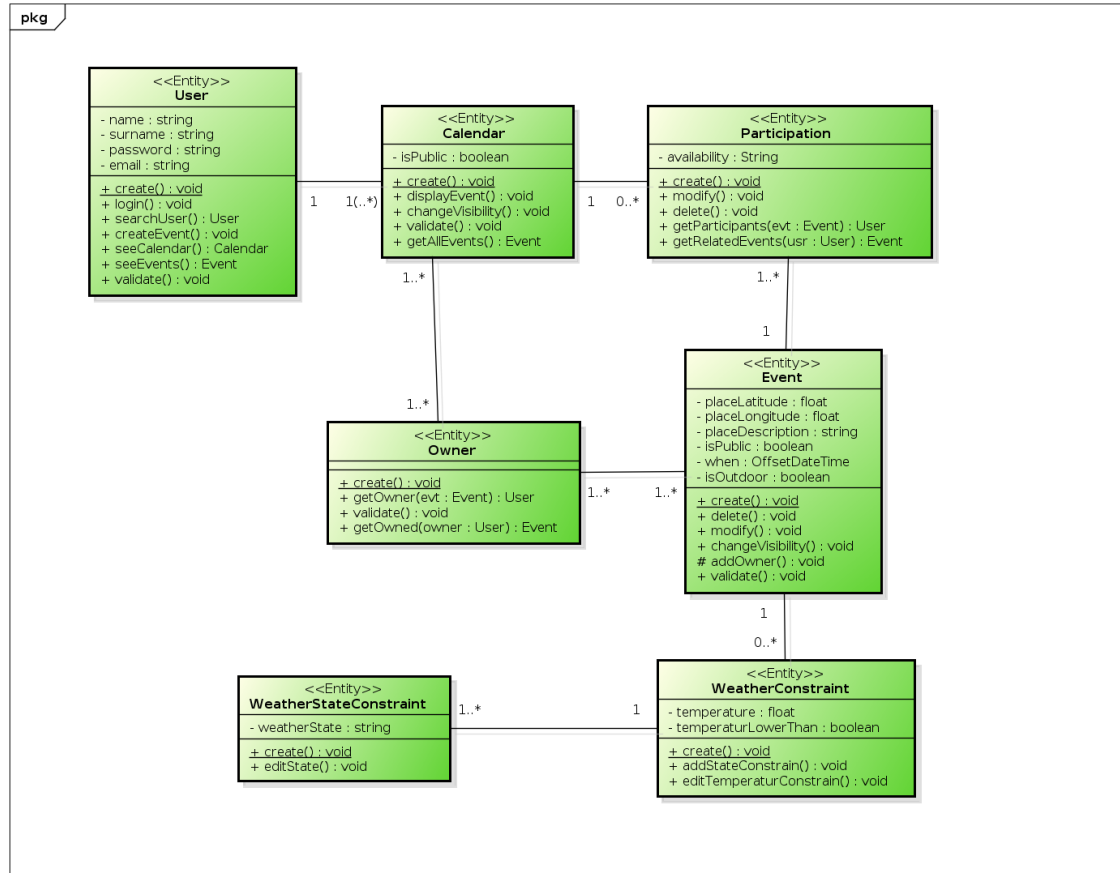 pkg
<<Entity>>
User
- name : string
- surname : string
- password : string
- email : string
+ create() : void
+ login() : void
+ searchUser() : User
+ createEvent() : void
+ seeCalendar() : Calendar
+ seeEvents() : Event
+ validate() : void
1
1(..*)
<<Entity>>
Calendar
- isPublic : boolean
+ create() : void
+ displayEvent() : void
+ changeVisibility() : void
+ validate() : void
+ getAllEvents() : Event
1
0..*
<<Entity>>
Participation
- availability : String
+ create() : void
+ modify() : void
+ delete() : void
+ getParticipants(evt : Event) : User
+ getRelatedEvents(usr : User) : Event
1..*
1..*
1..*
1
<<Entity>>
Owner
+ create() : void
+ getOwner(evt : Event) : User
+ validate() : void
+ getOwned(owner : User) : Event
1..*
1..*
<<Entity>>
Event
- placeLatitude : float
- placeLongitude : float
- placeDescription : string
- isPublic : boolean
- when : OffsetDateTime
- isOutdoor : boolean
+ create() : void
+ delete() : void
+ modify() : void
+ changeVisibility() : void
# addOwner() : void
+ validate() : void
1
0..*
<<Entity>>
WeatherStateConstraint
- weatherState : string
+ create() : void
+ editState() : void
1..*
1
<<Entity>>
WeatherConstraint
- temperature : float
- temperaturLowerThan : boolean
+ create() : void
+ addStateConstrain() : void
+ editTemperaturConstrain() : void